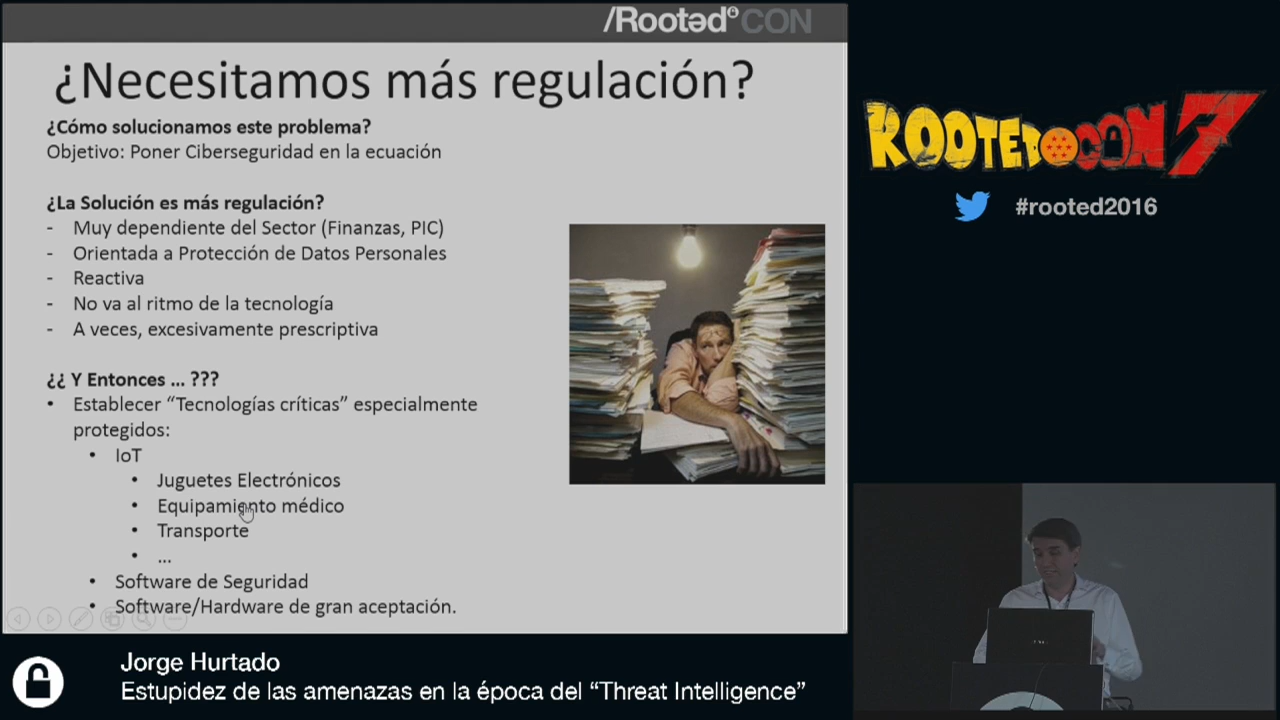 /Rootəd CON
¿Necesitamos más regulación?
¿Cómo solucionamos este problema?
Objetivo: Poner Ciberseguridad en la ecuación
¿La Solución es más regulación?
- Muy dependiente del Sector (Finanzas, PIC)
- Orientada a Protección de Datos Personales
- Reactiva
- No va al ritmo de la tecnología
- A veces, excesivamente prescriptiva
¿¿ Y Entonces ... ???
• Establecer “Tecnologías críticas” especialmente
protegidos:
• IoT
• Juguetes Electrónicos
• Equipamiento médico
• Transporte
• ...
• Software de Seguridad
• Software/Hardware de gran aceptación.
ROOTEDCON 7
#rooted2016
Jorge Hurtado
Estupidez de las amenazas en la época del “Threat Intelligence”